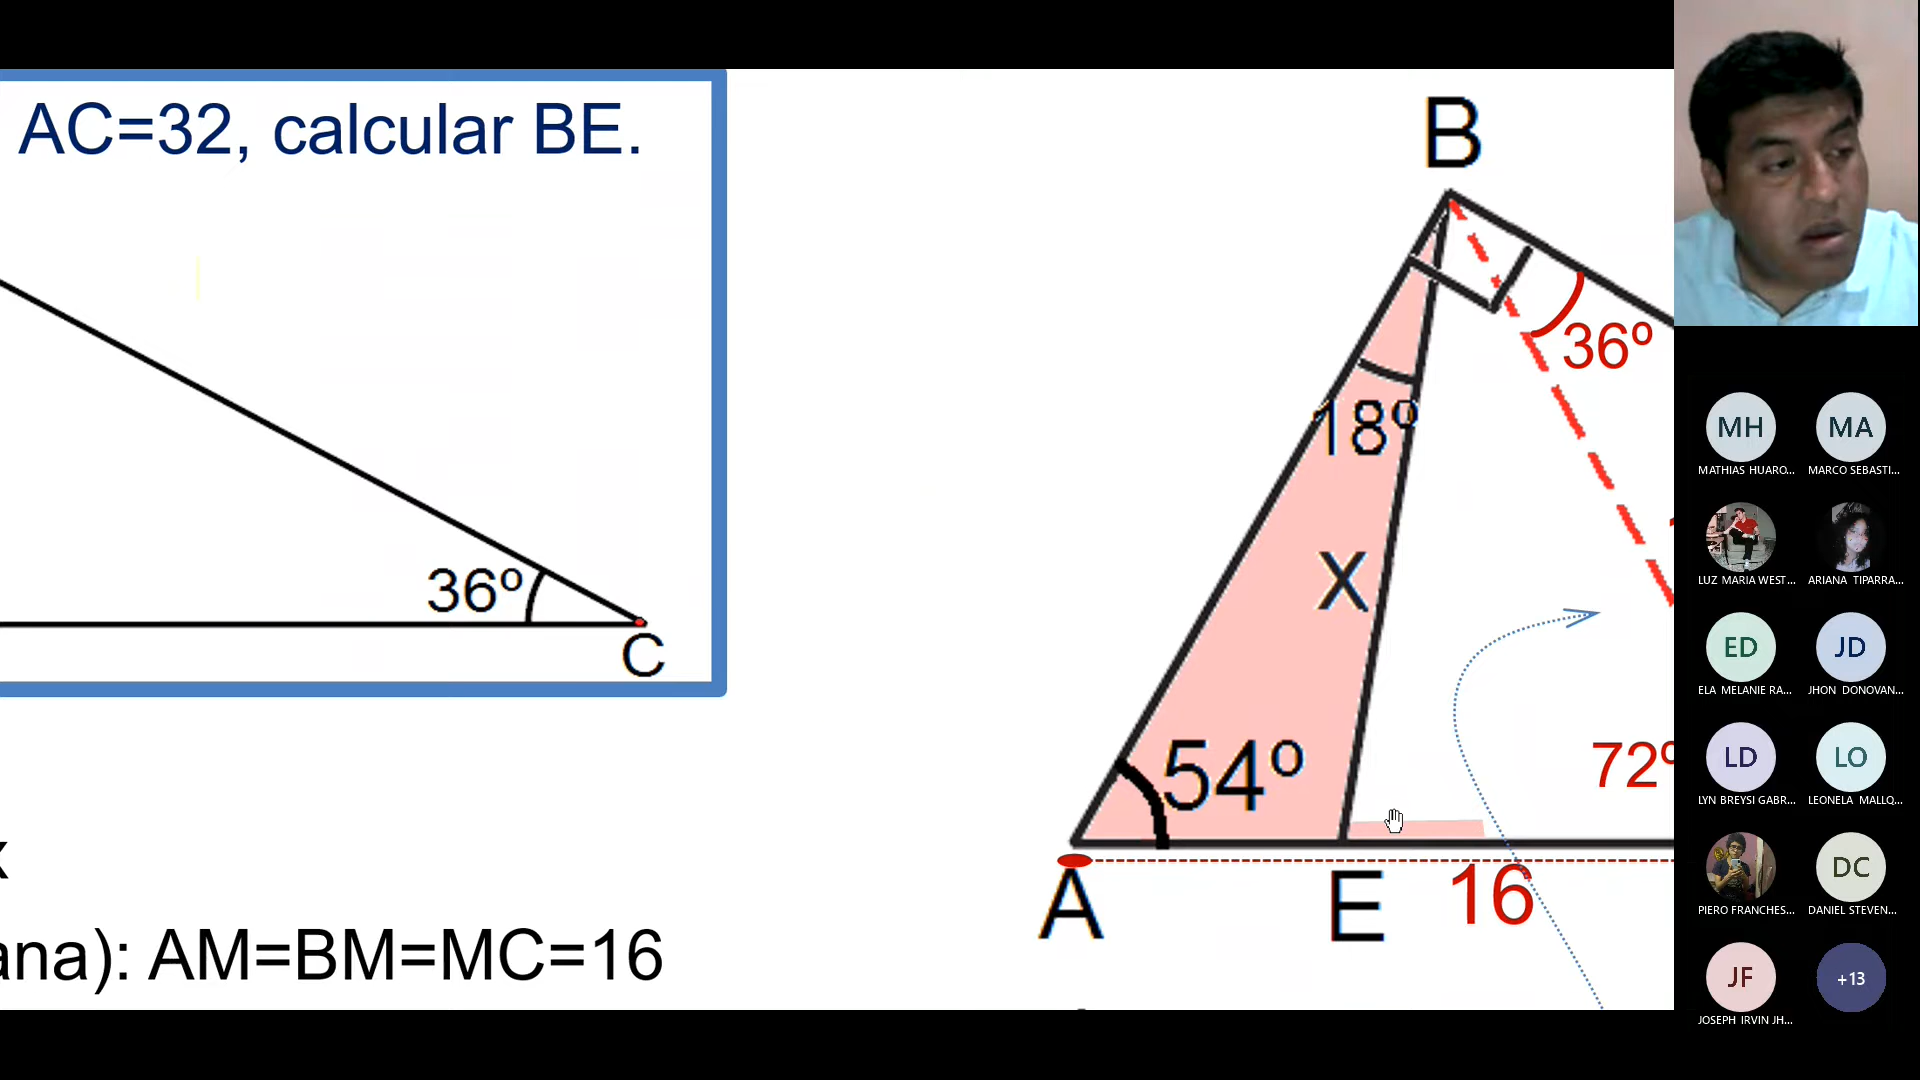 AC=32, calcular BE.
36º
C
x
ana): AM=BM=MC=16
B
36º
18º
X
54º
72º
A
E
16
MH
MATHIAS HUARO...
MA
MARCO SEBASTI...
LUZ MARIA WEST...
ARIANA TIPARRA...
ED
ELA MELANIE RA...
JD
JHON DONOVAN...
LD
LYN BREYSI GABR...
LO
LEONELA MALLQ...
PIERO FRANCHES...
DC
DANIEL STEVEN...
JF
JOSEPH IRVIN JH...
+13